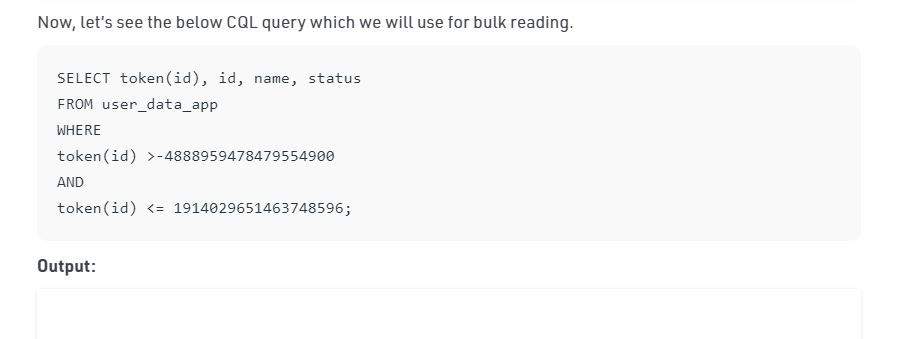 Now, let's see the below CQL query which we will use for bulk reading.
SELECT token(id), id, name, status
FROM user_data_app
WHERE
token(id) >-4888959478479554900
AND
token(id) <= 1914029651463748596;
Output: